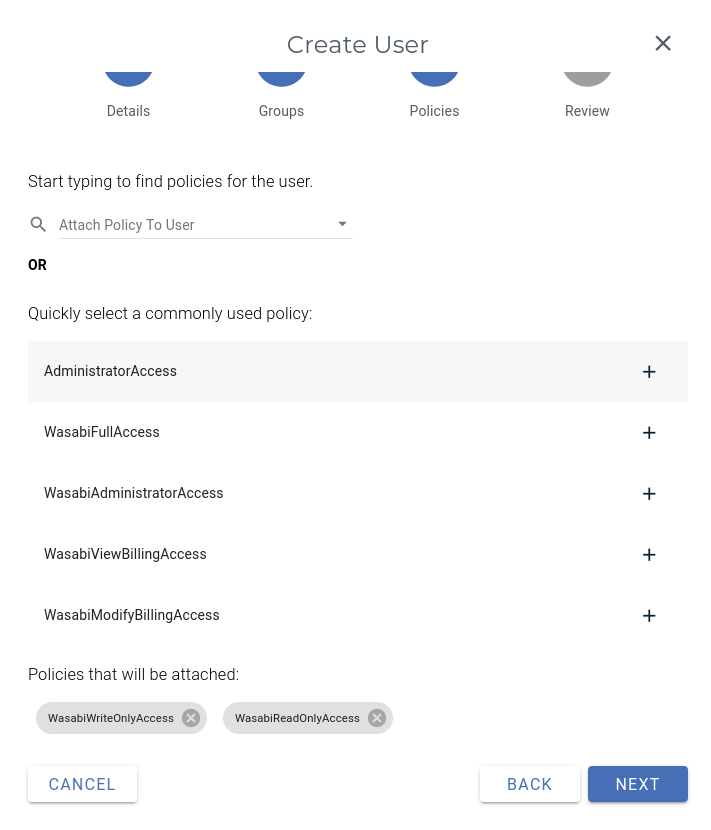 Create User
Details
Groups
Policies
Review
Start typing to find policies for the user.
Attach Policy To User
OR
Quickly select a commonly used policy:
AdministratorAccess
WasabiFullAccess
WasabiAdministratorAccess
WasabiViewBillingAccess
WasabiModifyBillingAccess
Policies that will be attached:
WasabiWriteOnlyAccess
WasabiReadOnlyAccess
CANCEL
BACK
NEXT